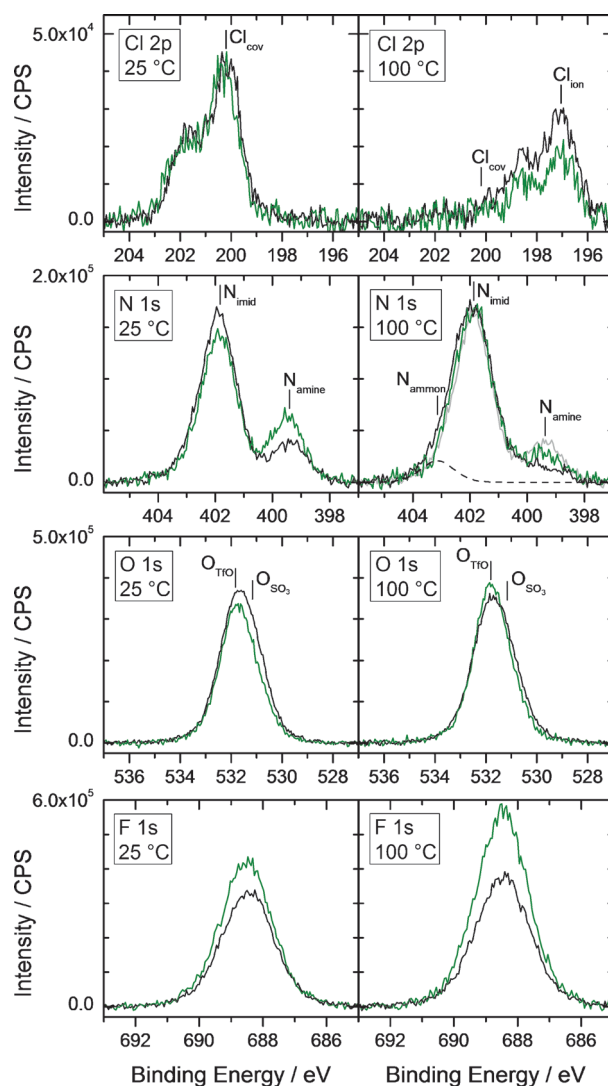 5.0x10⁴
Cl 2p
25 °C
Cl_cov
Cl 2p
100 °C
Cl_ion
Cl_cov
Intensity / CPS
0.0
204 202 200 198 196
204 202 200 198 196
2.0x10⁵
N 1s
25 °C
N_imid
N_amine
N 1s
100 °C
N_imid
N_ammon
N_amine
Intensity / CPS
0.0
404 402 400 398
404 402 400 398
5.0x10⁵
O 1s
25 °C
O_TfO
O_SO₃
O 1s
100 °C
O_TfO
O_SO₃
Intensity / CPS
0.0
536 534 532 530 528
536 534 532 530 528
6.0x10⁵
F 1s
25 °C
F 1s
100 °C
Intensity / CPS
0.0
692 690 688 686
692 690 688 686
Binding Energy / eV
Binding Energy / eV